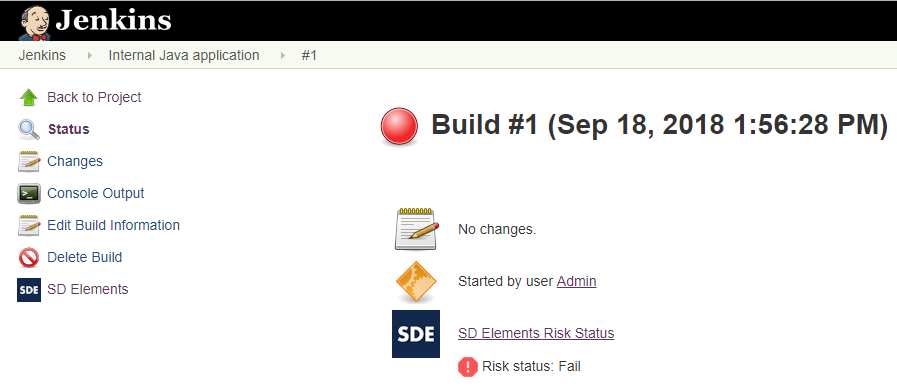 Jenkins
Jenkins Internal Java application #1
Back to Project
Status
Changes
Console Output
Edit Build Information
Delete Build
SDE SD Elements
Build #1 (Sep 18, 2018 1:56:28 PM)
No changes.
Started by user Admin
SDE SD Elements Risk Status
Risk status: Fail